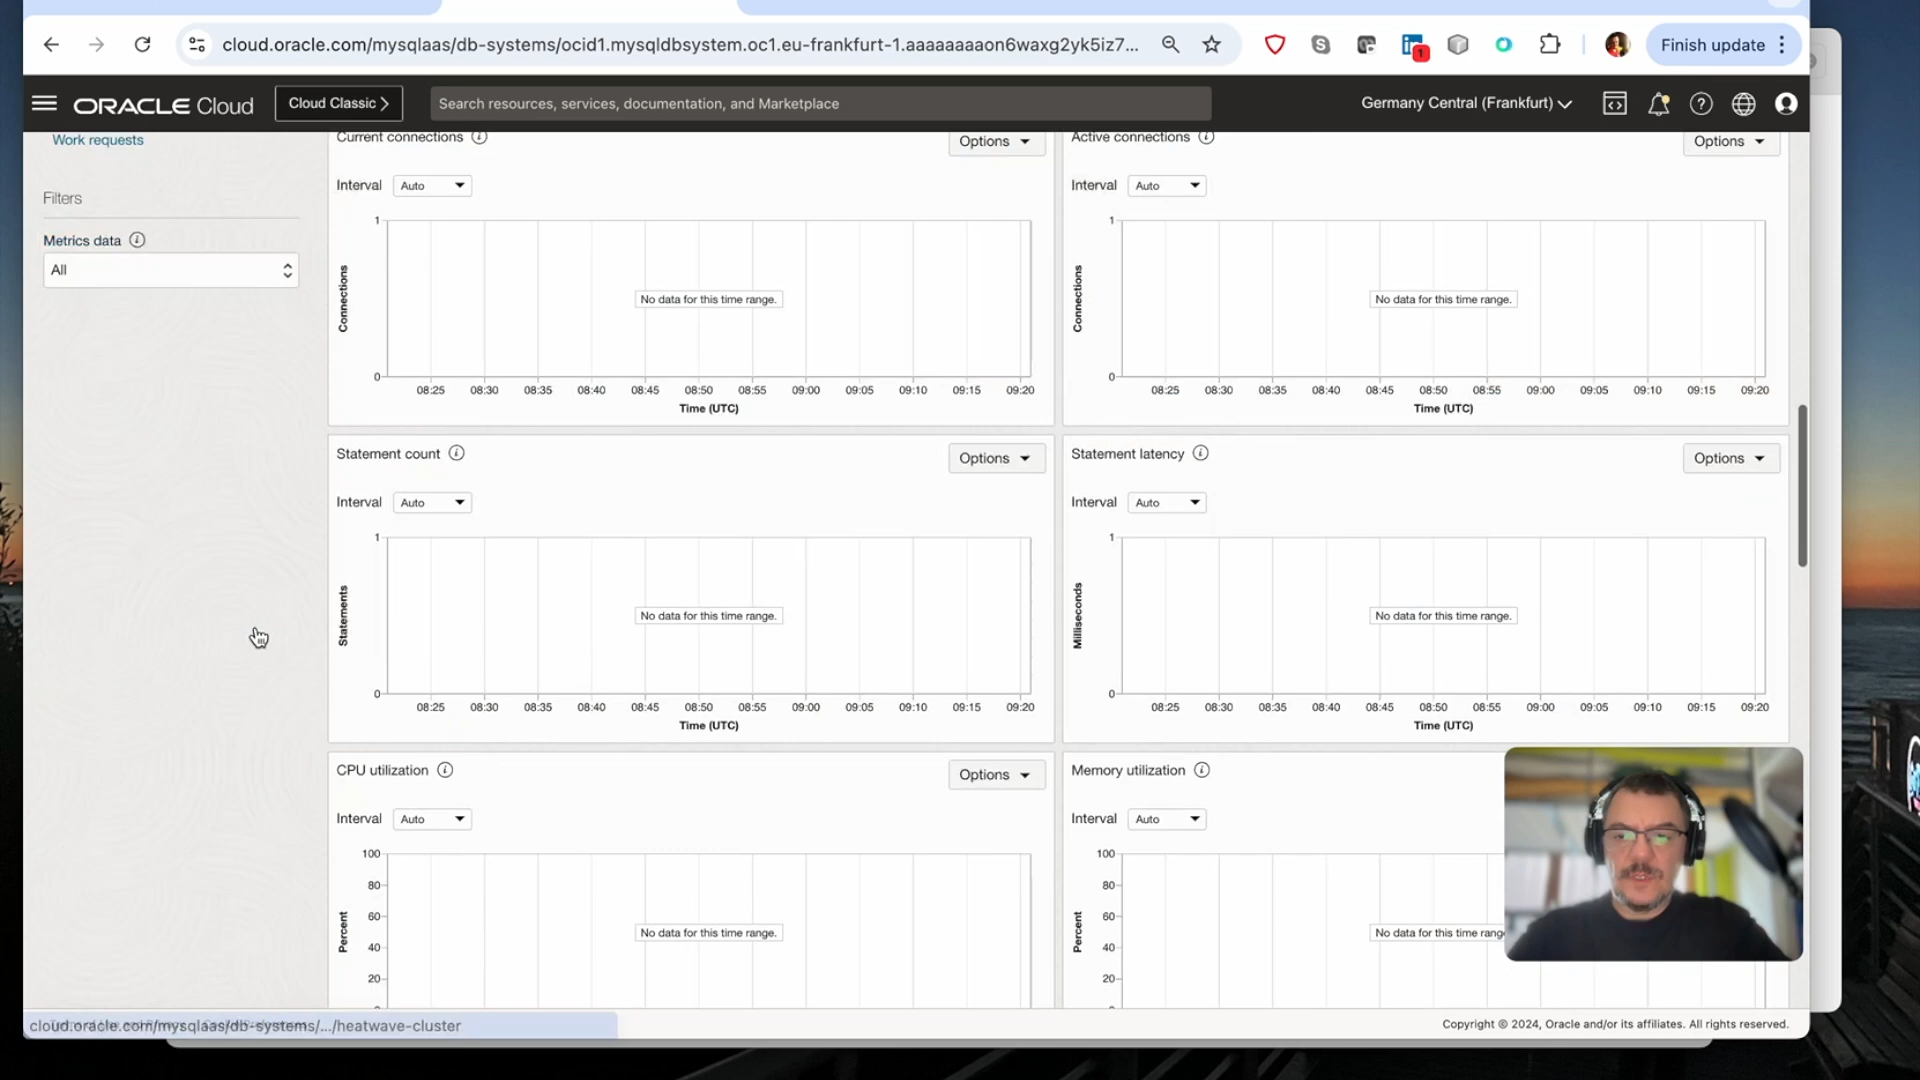 cloud.oracle.com/mysqlaas/db-systems/ocid1.mysqldbsystem.oc1.eu-frankfurt-1.aaaaaaaaon6waxg2yk5iz7...
1
Finish update
ORACLE Cloud
Cloud Classic
Search resources, services, documentation, and Marketplace
Germany Central (Frankfurt)
Work requests
Filters
Metrics data
All
Current connections
Options
Interval
Auto
Connections
1
0
No data for this time range.
08:25 08:30 08:35 08:40 08:45 08:50 08:55 09:00 09:05 09:10 09:15 09:20
Time (UTC)
Active connections
Options
Interval
Auto
Connections
1
0
No data for this time range.
08:25 08:30 08:35 08:40 08:45 08:50 08:55 09:00 09:05 09:10 09:15 09:20
Time (UTC)
Statement count
Options
Interval
Auto
Statements
1
0
No data for this time range.
08:25 08:30 08:35 08:40 08:45 08:50 08:55 09:00 09:05 09:10 09:15 09:20
Time (UTC)
Statement latency
Options
Interval
Auto
Milliseconds
1
0
No data for this time range.
08:25 08:30 08:35 08:40 08:45 08:50 08:55 09:00 09:05 09:10 09:15 09:20
Time (UTC)
CPU utilization
Options
Interval
Auto
Percent
100
80
60
40
20
No data for this time range.
Memory utilization
Interval
Auto
Percent
100
80
60
40
20
No data for this time rang
cloud.oracle.com/mysqlaas/db-systems/.../heatwave-cluster
Copyright © 2024, Oracle and/or its affiliates. All rights reserved.